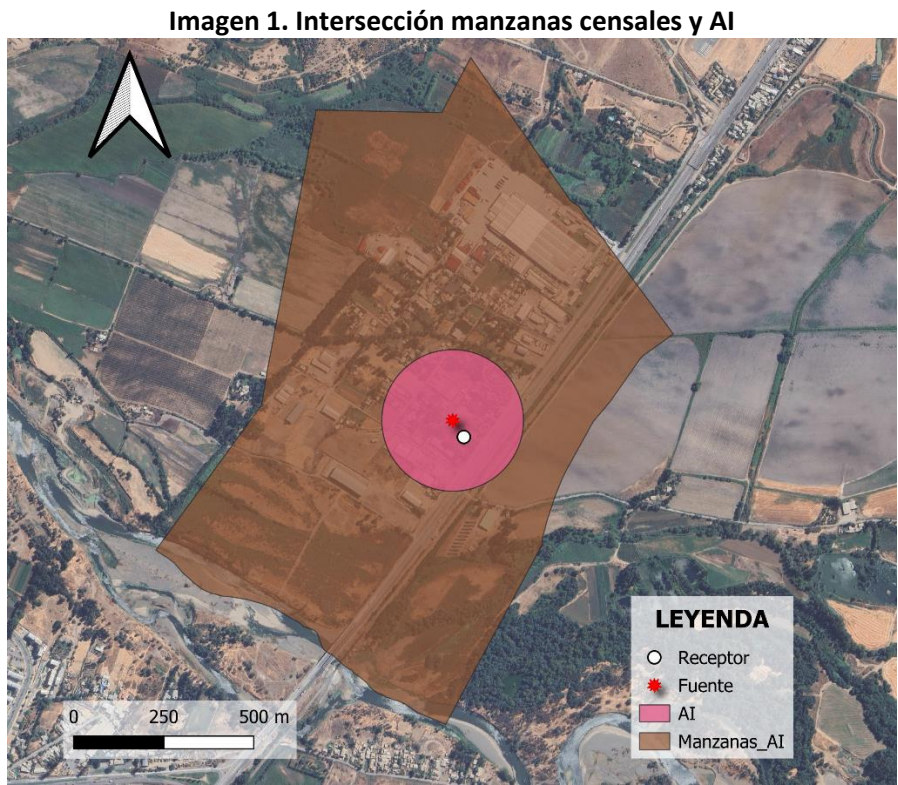 Imagen 1. Intersección manzanas censales y AI
LEYENDA
Receptor
Fuente
AI
Manzanas_AI
0 250 500 m